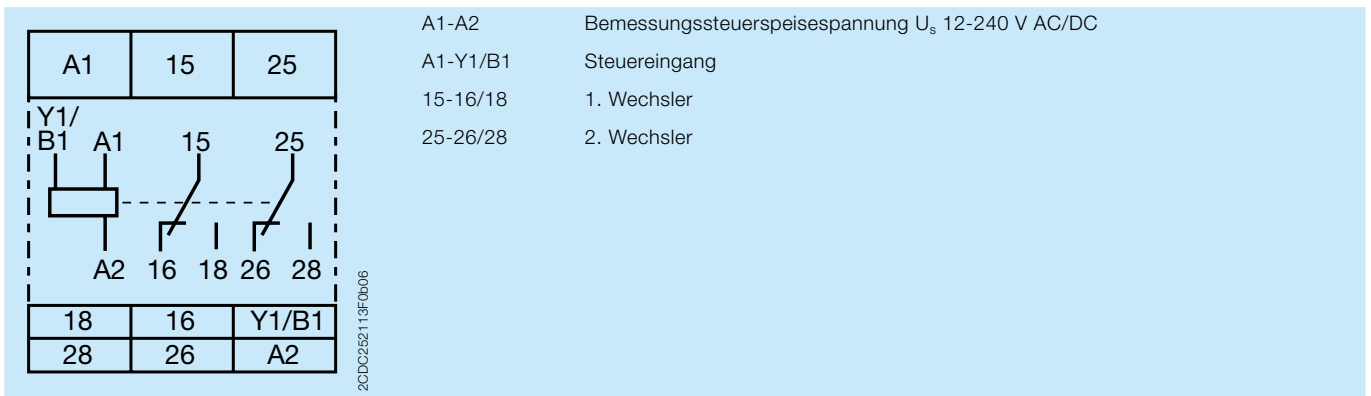 A1 15 25
Y1/
B1 A1 15 25
A2 16 18 26 28
18 16 Y1/B1
28 26 A2
2CDC252113F0b06
A1-A2 Bemessungssteuerspeisespannung Us 12-240 V AC/DC
A1-Y1/B1 Steuereingang
15-16/18 1. Wechsler
25-26/28 2. Wechsler